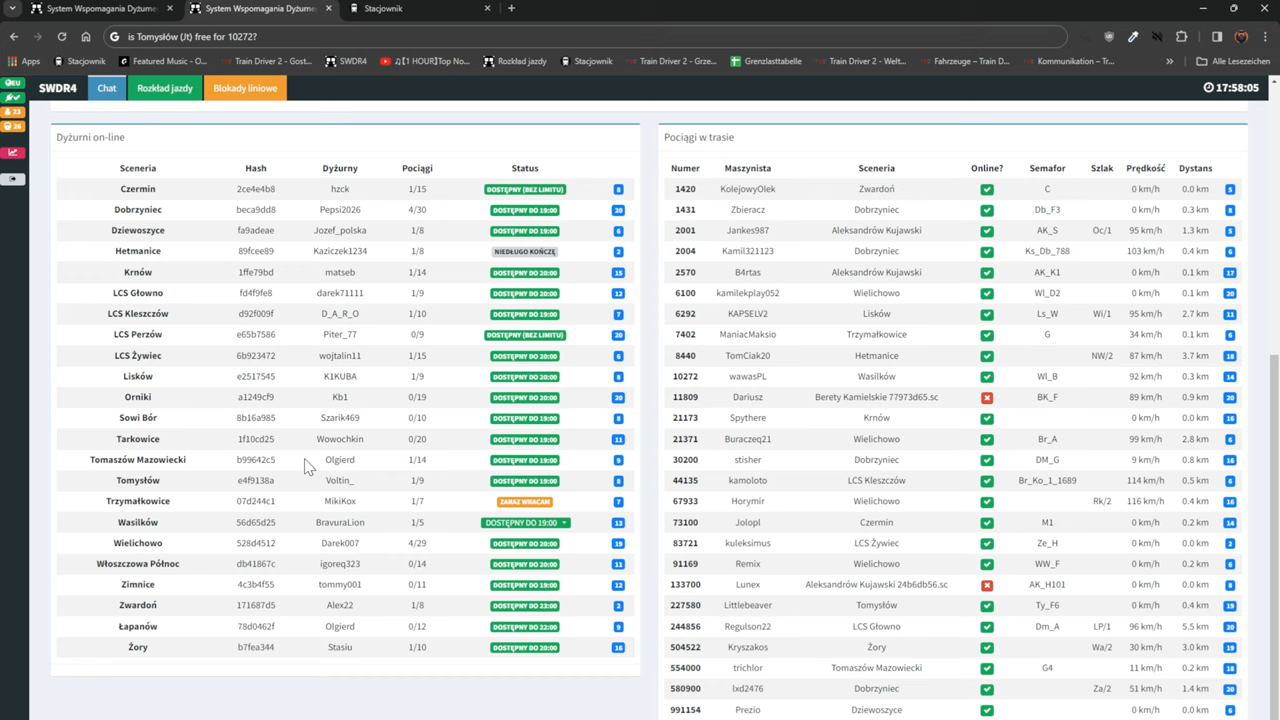 System Wspomagania Dyżurne
System Wspomagania Dyżurne
Stacjownik
is Tomysłów (Jt) free for 10272?
Apps Stacjownik Featured Music - O... Train Driver 2 - Gost... SWDR4 ♫【1 HOUR】Top No... Rozkład jazdy Stacjownik Train Driver 2 - Grze... Grenzlasttabelle Train Driver 2 - Welt... Fahrzeuge – Train D... Kommunikation – Tr... » Alle Lesezeichen
EU SWDR4 Chat Rozkład jazdy Blokady liniowe 17:58:05
23
26
Dyżurni on-line
Sceneria Hash Dyżurny Pociągi Status
Czermin 2ce4e4b8 hzck 1/15 DOSTĘPNY (BEZ LIMITU) 8
Dobrzyniec beca9dd8 Pepsi2026 4/30 DOSTĘPNY DO 19:00 20
Dziewoszyce fa9adeae Jozef_polska 1/8 DOSTĘPNY DO 19:00 6
Hetmanice 89fcee89 Kaziczek1234 1/8 NIEDŁUGO KOŃCZĘ 2
Krnów 1ffe79bd matseb 1/14 DOSTĘPNY DO 20:00 15
LCS Głowno fd4f9fe8 darek71111 1/9 DOSTĘPNY DO 20:00 12
LCS Kleszczów d92f009f D_A_R_O 1/10 DOSTĘPNY DO 20:00 7
LCS Perzów e65b7586 Piter_77 0/9 DOSTĘPNY (BEZ LIMITU) 20
LCS Żywiec 6b923472 wojtalin11 1/15 DOSTĘPNY DO 20:00 6
Lisków e2517545 K1KUBA 1/9 DOSTĘPNY DO 20:00 8
Orniki a1249cf9 Kb1 0/19 DOSTĘPNY DO 20:00 20
Sowi Bór 8b16a985 Szarik469 0/10 DOSTĘPNY DO 19:00 8
Tarkowice 1f10cd25 Wowochkin 0/20 DOSTĘPNY DO 19:00 11
Tomaszów Mazowiecki b99642c5 Olgierd 1/14 DOSTĘPNY DO 19:00 9
Tomysłów e4f9138a Voltin_ 1/9 DOSTĘPNY DO 19:00 8
Trzymałkowice 07d244c1 MikiKox 1/7 ZARAZ WRACAM 7
Wasilków 56d65d25 BravuraLion 1/5 DOSTĘPNY DO 19:00 13
Wielichowo 528d4512 Darek007 4/29 DOSTĘPNY DO 20:00 19
Włoszczowa Północ db41867c igoreq323 0/14 DOSTĘPNY DO 20:00 11
Zimnice 4c3b4f55 tommy001 0/11 DOSTĘPNY DO 19:00 12
Zwardoń 171687d5 Alex22 1/8 DOSTĘPNY DO 23:00 2
Łapanów 78d0462f Olgierd 0/12 DOSTĘPNY DO 22:00 9
Żory b7fea344 Stasiu 1/10 DOSTĘPNY DO 20:00 16
Pociągi w trasie
Numer Maszynista Sceneria Online? Semafor Szlak Prędkość Dystans
1420 KolejowyOlek Zwardoń C 0 km/h 0.0 km 5
1431 Zbieracz Dobrzyniec Db_F3 0 km/h 0.3 km 8
2001 Jankes987 Aleksandrów Kujawski AK_S Oc/1 95 km/h 1.3 km 5
2004 Kamil321123 Dobrzyniec Ks_Db_788 103 km/h 0.4 km 6
2570 B4rtas Aleksandrów Kujawski AK_K1 0 km/h 0.1 km 17
6100 kamilekplay052 Wielichowo Wl_D2 0 km/h 0.1 km 20
6292 KAPSELV2 Lisków Ls_W Wi/1 95 km/h 2.7 km 11
7402 ManiacMaksio Trzymałkowice G 34 km/h 0.1 km 6
8440 TomCiak20 Hetmanice NW/2 87 km/h 3.7 km 18
10272 wawasPL Wasilków Wl_B 92 km/h 0.3 km 14
11809 Dariusz Berety Kamielskie 77973d65.sc BK_F 89 km/h 0.9 km 20
21173 Spythere Krnów 0 km/h 0.0 km 16
21371 Buraczeq21 Wielichowo Br_A 99 km/h 2.8 km 6
30200 stisher Dobrzyniec DM_G 9 km/h 0.8 km 16
44135 kamoloto LCS Kleszczów Br_Ko_1_1689 114 km/h 0.5 km 6
67933 Horymir Wielichowo Rk/2 116 km/h 0.4 km 16
73100 Jolopl Czermin M1 0 km/h 0.2 km 14
83721 kuleksimus LCS Żywiec Ze_H 0 km/h 0.0 km 2
91169 Remix Wielichowo WW_F 0 km/h 0.2 km 6
133700 Lunex Aleksandrów Kujawski 24b6db56.sc AK_H101 0 km/h 0.0 km 8
227580 Littlebeaver Tomysłów Ty_F6 0 km/h 0.4 km 19
244856 Regulson22 LCS Głowno Dm_A LP/1 96 km/h 5.5 km 20
504522 Kryszakos Żory Wa/2 30 km/h 3.0 km 19
554000 trichlor Tomaszów Mazowiecki G4 11 km/h 0.2 km 18
580900 lxd2476 Dobrzyniec Za/2 51 km/h 1.4 km 20
991154 Prezio Dziewoszyce 0 km/h 0.0 km 6